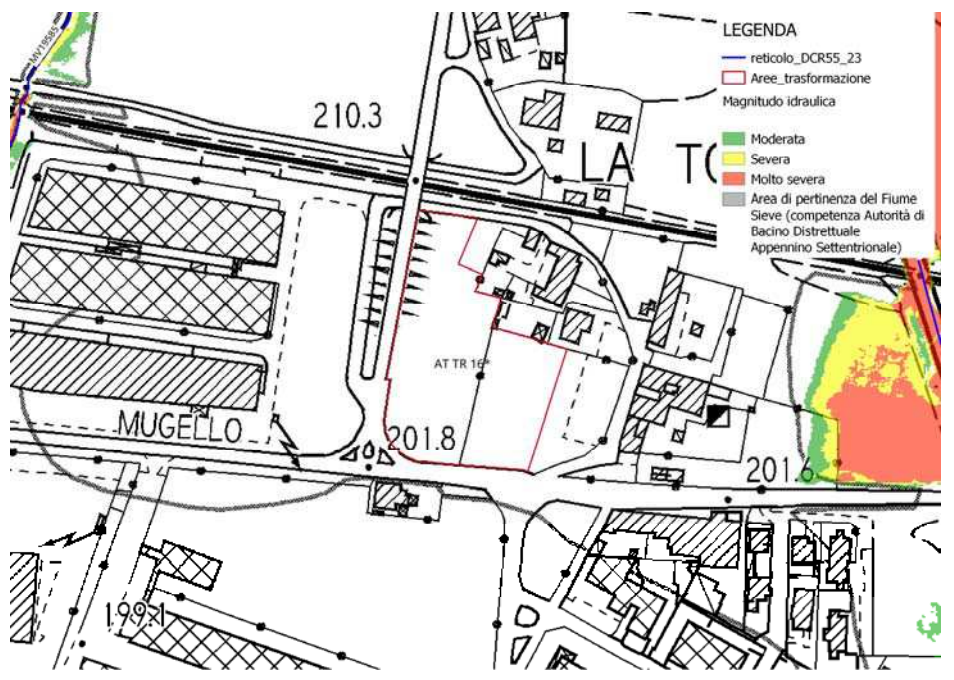 LEGENDA
reticolo_DCR55_23
Aree_trasformazione
Magnitudo idraulica
Moderata
Severa
Molto severa
Area di pertinenza del Fiume
Sieve (competenza Autorità di
Bacino Distrettuale
Appennino Settentrionale)
MV19585
210.3
LA TO
AT TR 16*
MUGELLO
201.8
201.6
199.1